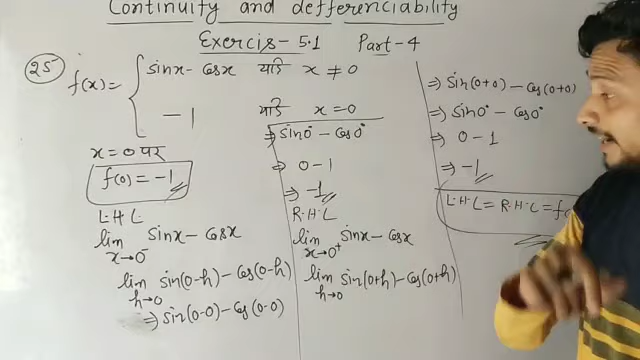 Continuity and defferenciability
Exercis-5.1 Part-4
25 f(x)= { sinx - cosx यदि x ≠ 0
-1 यदि x=0
x=0 पर
f(0) = -1
L·H·L
lim x→0⁻ sinx - cosx
lim h→0 sin(0-h) - cos(0-h)
⇒ sin(0-0) - cos(0-0)
⇒ sin0° - cos0°
⇒ 0-1
⇒ -1
R·H·L
lim x→0⁺ sinx - cosx
lim h→0 sin(0+h) - cos(0+h)
⇒ sin(0+0) - cos(0+0)
⇒ sin0° - cos0°
⇒ 0-1
⇒ -1
L·H·L = R·H·L = f(